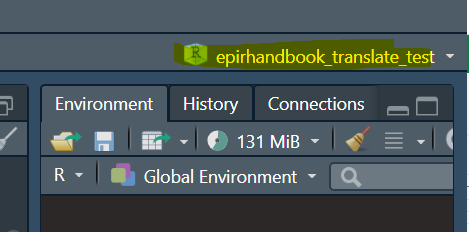 R epirhandbook_translate_test
Environment History Connections
131 MiB
R Global Environment